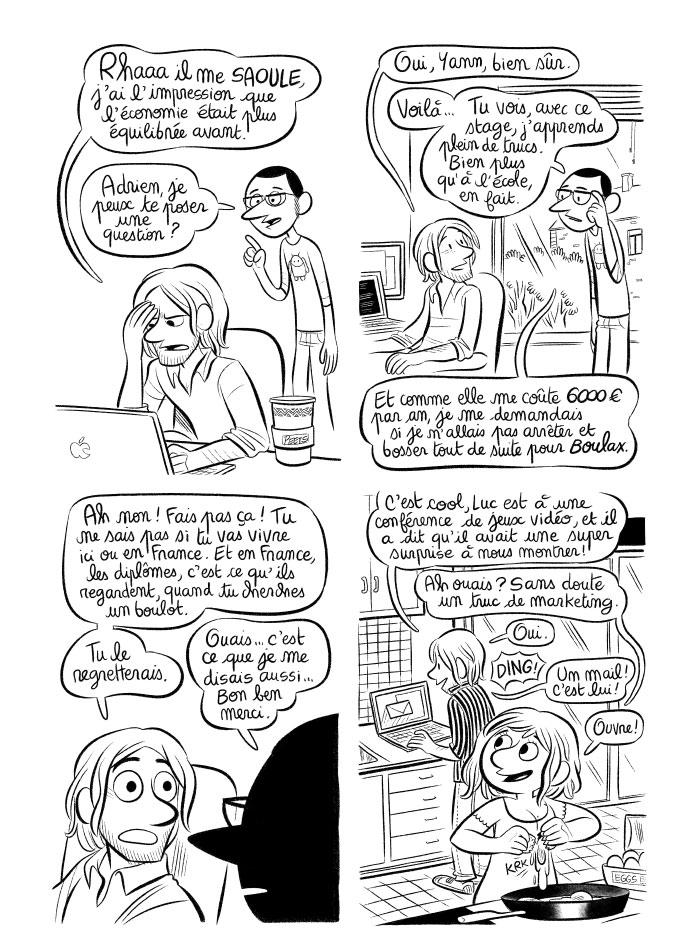 Rhaaa il me SAOULE,
j'ai l'impression que
l'économie était plus
équilibrée avant!
Adrien, je
peux te poser
une
question?
PEETS
Oui, Yann, bien sûr.
Voilà... Tu vois, avec ce
stage, j'apprends
plein de trucs.
Bien plus
qu'à l'école,
en fait.
Et comme elle me coûte 6000 €
par an, je me demandais
si je n'allais pas arrêter et
bosser tout de suite pour Boulax.
Ah non! Fais pas ça! Tu
ne sais pas si tu vas vivre
ici ou en France. Et en France,
les diplômes, c'est ce qu'ils
regardent, quand tu cherches
un boulot.
Tu le
regretterais.
Ouais... c'est
ce que je me
disais aussi...
Bon ben
merci.
C'est cool, Luc est à une
conférence de jeux vidéo, et il
a dit qu'il avait une super
surprise à nous montrer!
Ah ouais? Sans doute
un truc de marketing.
Oui.
DING!
Un mail!
c'est lui!
Ouvre!
KRK
EGGS